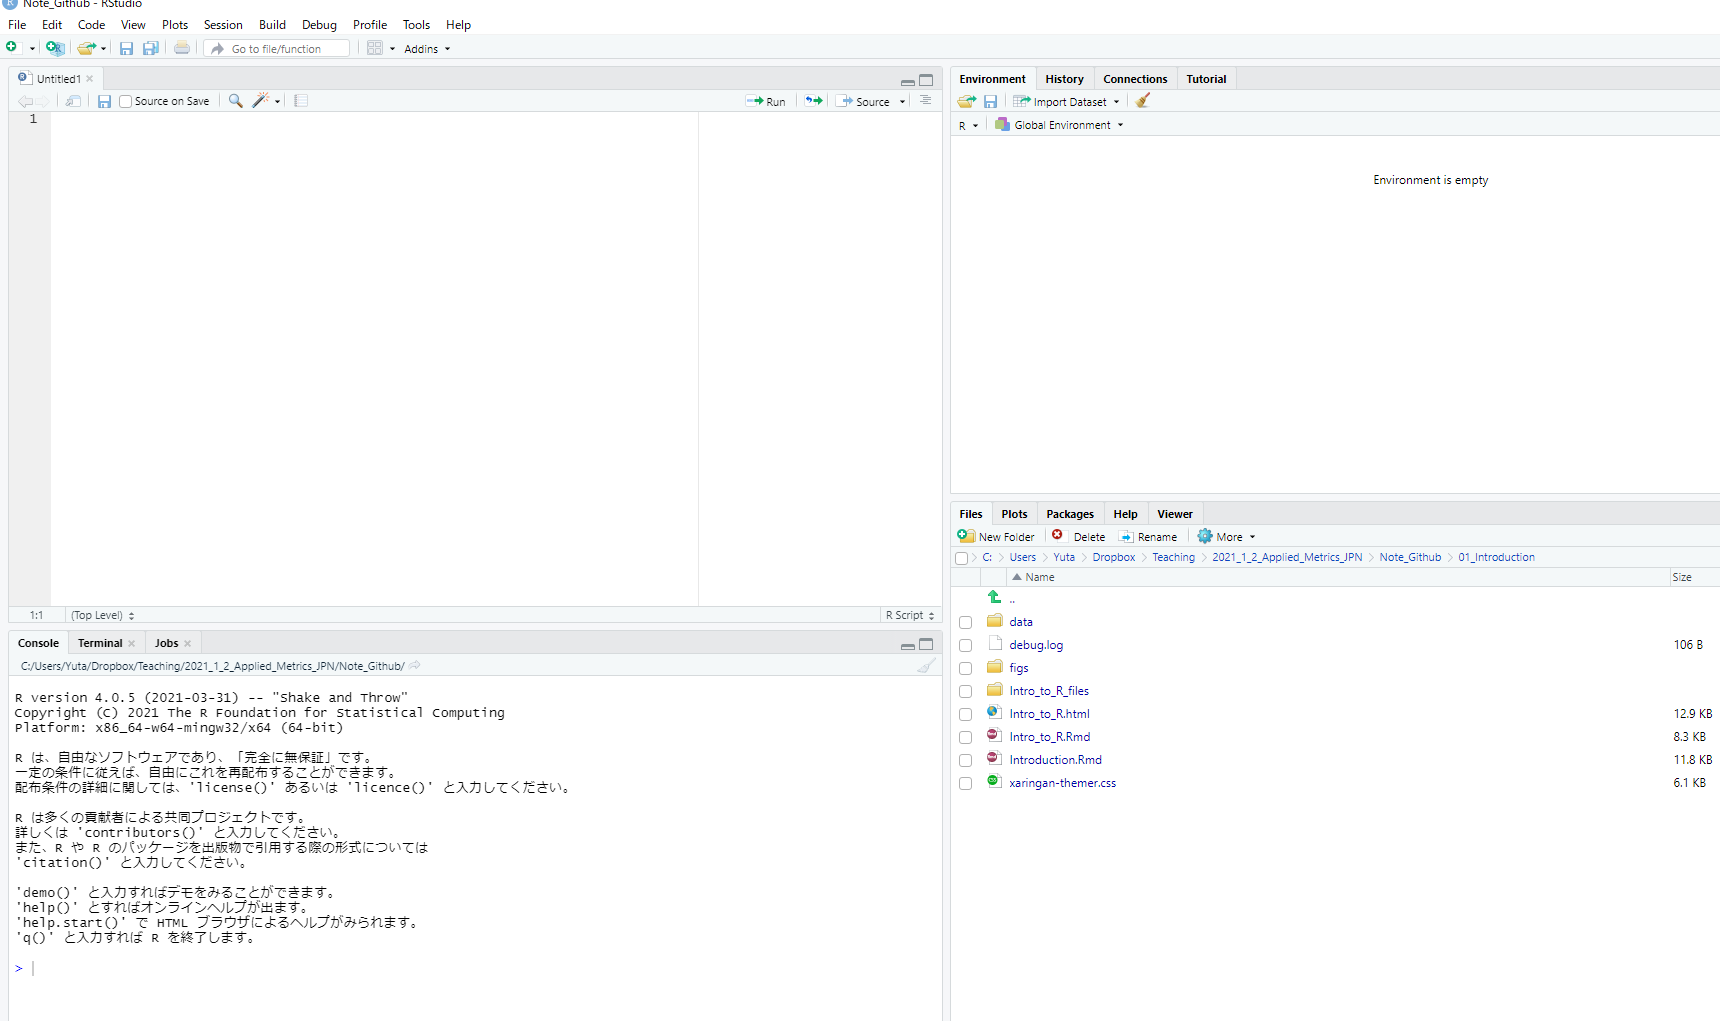 Note_Github - RStudio
File Edit Code View Plots Session Build Debug Profile Tools Help
Go to file/function Addins
Untitled1
Source on Save Run Source
1
1:1 (Top Level) R Script
Console Terminal Jobs
C:/Users/Yuta/Dropbox/Teaching/2021_1_2_Applied_Metrics_JPN/Note_Github/
R version 4.0.5 (2021-03-31) -- "Shake and Throw"
Copyright (C) 2021 The R Foundation for Statistical Computing
Platform: x86_64-w64-mingw32/x64 (64-bit)
R は、自由なソフトウェアであり、「完全に無保証」です。
一定の条件に従えば、自由にこれを再配布することができます。
配布条件の詳細に関しては、'license()' あるいは 'licence()' と入力してください。
R は多くの貢献者による共同プロジェクトです。
詳しくは 'contributors()' と入力してください。
また、R や R のパッケージを出版物で引用する際の形式については
'citation()' と入力してください。
'demo()' と入力すればデモをみることができます。
'help()' とすればオンラインヘルプが出ます。
'help.start()' で HTML ブラウザによるヘルプがみられます。
'q()' と入力すれば R を終了します。
>
Environment History Connections Tutorial
Import Dataset
R Global Environment
Environment is empty
Files Plots Packages Help Viewer
New Folder Delete Rename More
C: Users Yuta Dropbox Teaching 2021_1_2_Applied_Metrics_JPN Note_Github 01_Introduction
Name Size
..
data
debug.log 106 B
figs
Intro_to_R_files
Intro_to_R.html 12.9 KB
Intro_to_R.Rmd 8.3 KB
Introduction.Rmd 11.8 KB
xaringan-themer.css 6.1 KB